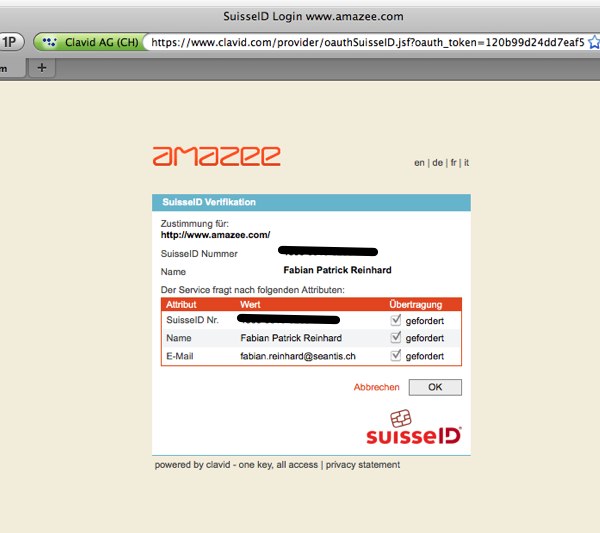 SuisseID Login www.amazee.com
1P
Clavid AG (CH)
https://www.clavid.com/provider/oauthSuisseID.jsf?oauth_token=120b99d24dd7eaf5
m
+
amazee
en | de | fr | it
SuisseID Verifikation
Zustimmung für:
http://www.amazee.com/
SuisseID Nummer
Name Fabian Patrick Reinhard
Der Service fragt nach folgenden Attributen:
Attribut Wert Übertragung
SuisseID Nr. gefordert
Name Fabian Patrick Reinhard gefordert
E-Mail fabian.reinhard@seantis.ch gefordert
Abbrechen OK
suisseID
powered by clavid - one key, all access | privacy statement